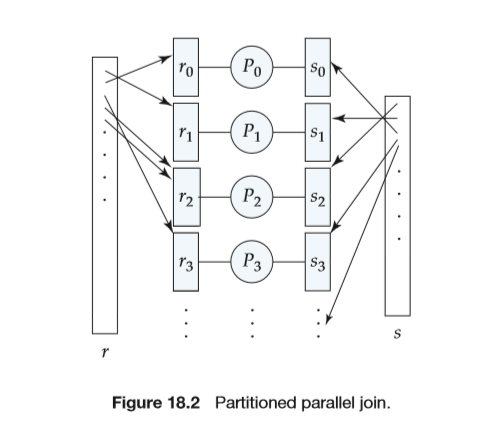 r₀ P₀ s₀
r₁ P₁ s₁
r₂ P₂ s₂
r₃ P₃ s₃
r
s
Figure 18.2 Partitioned parallel join.